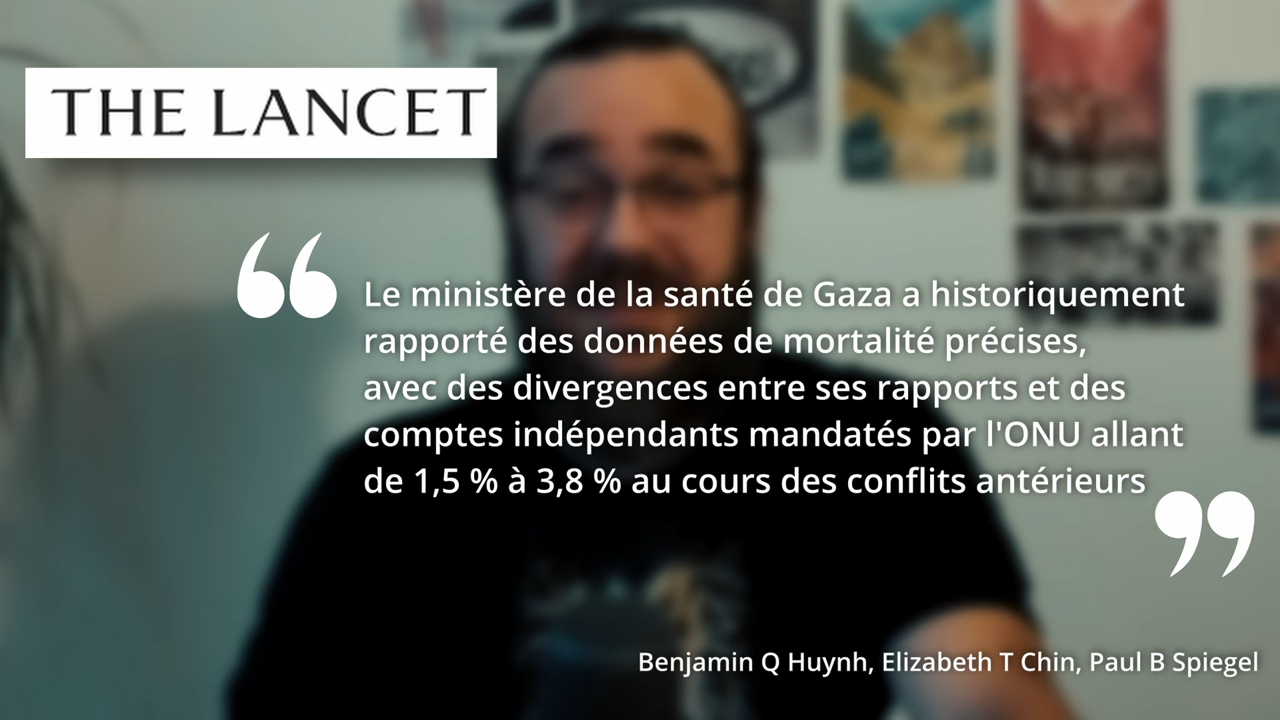 THE LANCET
“
Le ministère de la santé de Gaza a historiquement
rapporté des données de mortalité précises,
avec des divergences entre ses rapports et des
comptes indépendants mandatés par l'ONU allant
de 1,5 % à 3,8 % au cours des conflits antérieurs
”
Benjamin Q Huynh, Elizabeth T Chin, Paul B Spiegel